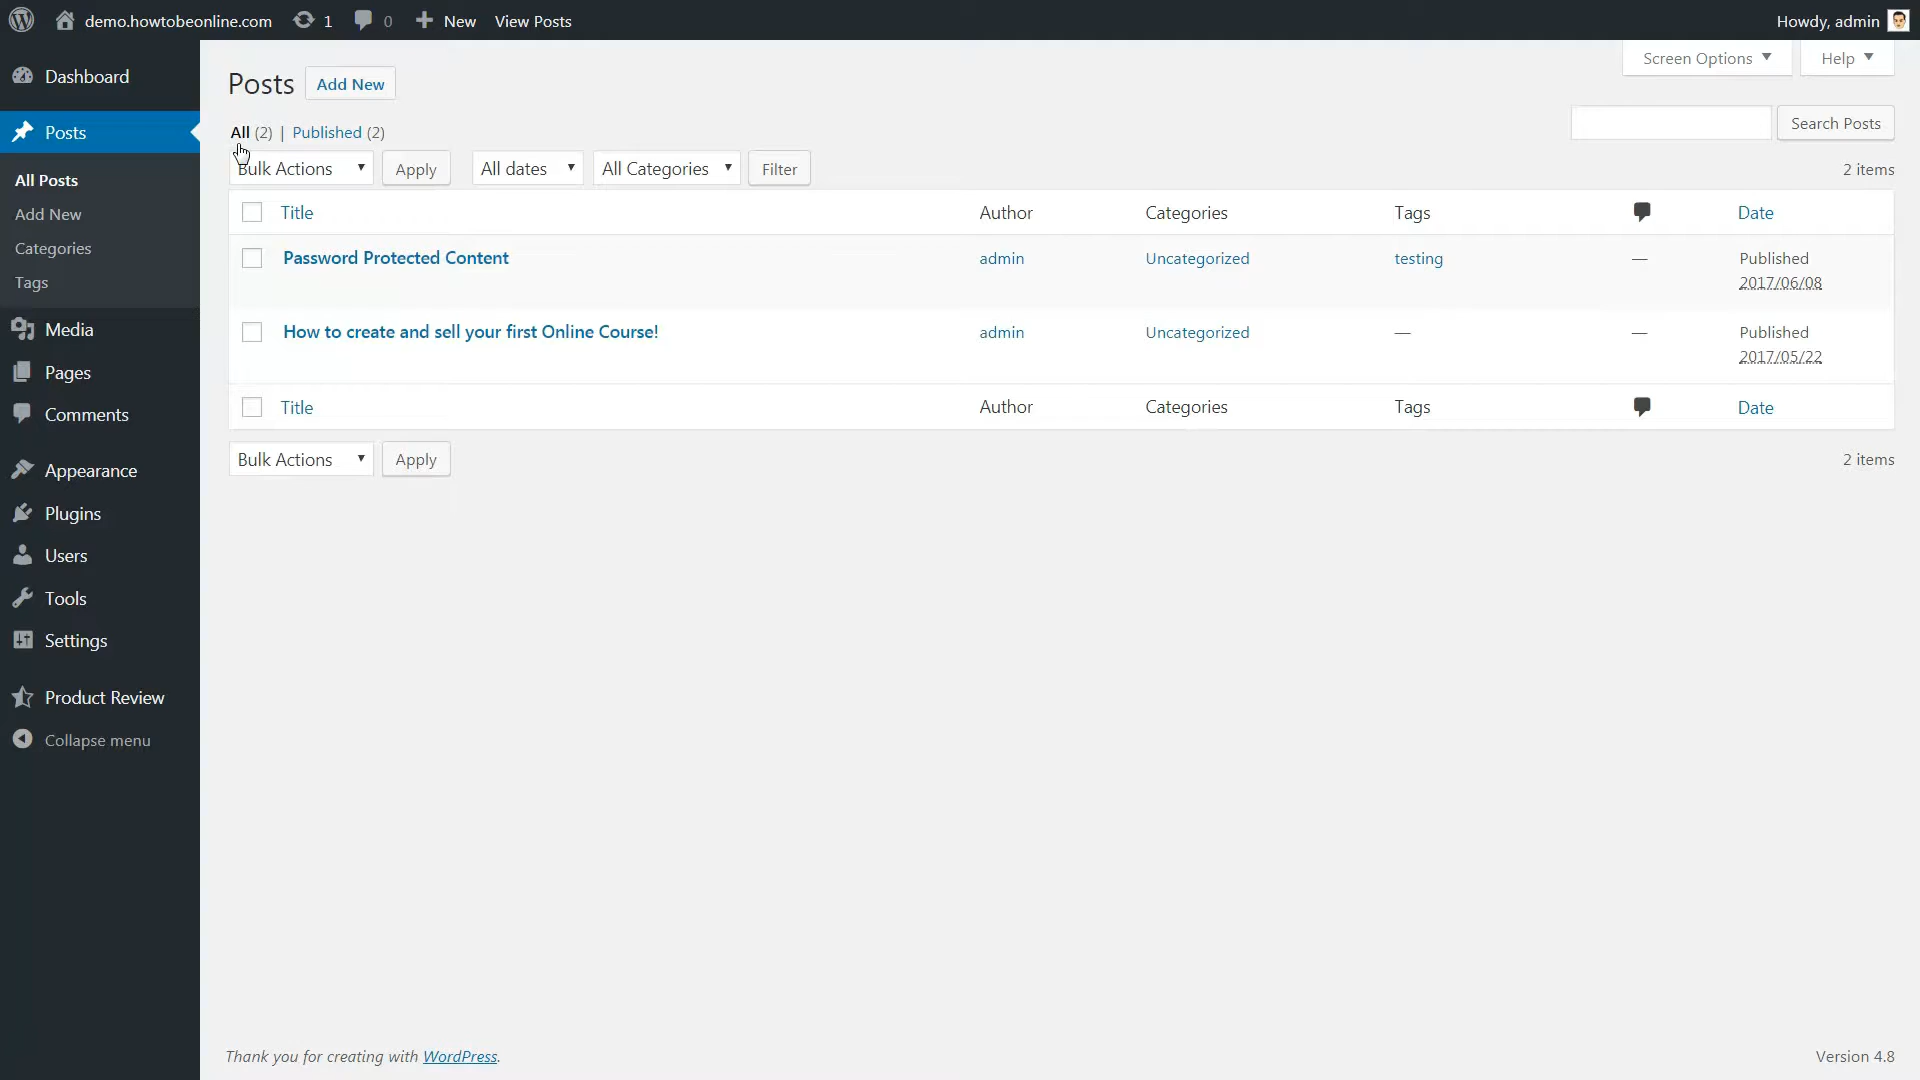 demo.howtobeonline.com 1 0 New View Posts Howdy, admin
Screen Options Help
Dashboard
Posts
All Posts
Add New
Categories
Tags
Media
Pages
Comments
Appearance
Plugins
Users
Tools
Settings
Product Review
Collapse menu
Posts Add New
All (2) | Published (2)
Search Posts
Bulk Actions Apply All dates All Categories Filter 2 items
Title Author Categories Tags Date
Password Protected Content admin Uncategorized testing — Published
2017/06/08
How to create and sell your first Online Course! admin Uncategorized — — Published
2017/05/22
Title Author Categories Tags Date
Bulk Actions Apply 2 items
Thank you for creating with WordPress. Version 4.8